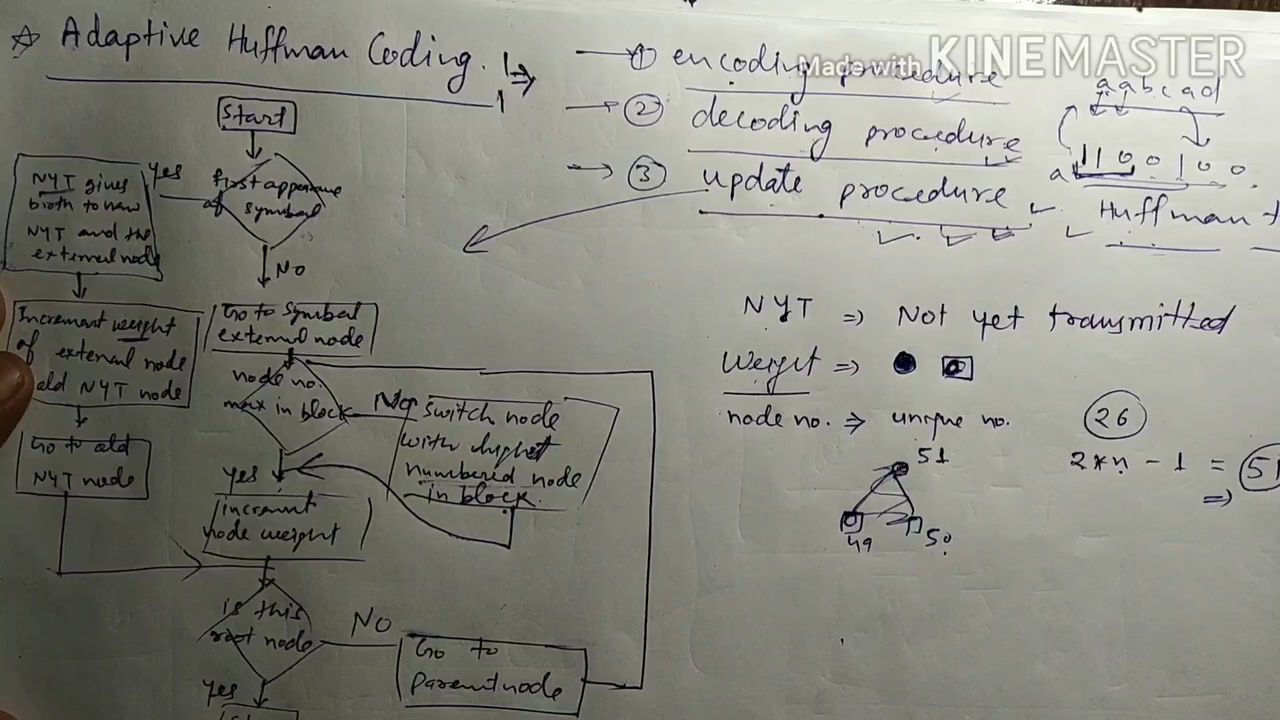 ☆ Adaptive Huffman Coding.
→ ① encoding procedure
→ ② decoding procedure
→ ③ update procedure
Made with KINEMASTER
aabcad
1100100.
a
Huffman t
Start
first appearance
of symbol
yes
NYT gives
birth to new
NYT and the
external node
No
Increment weight
of external node
old NYT node
Go to old
NYT node
Go to symbol
external node
node no.
max in block
No
switch node
with highest
numbered node
in block.
yes
increment
node weight
is this
root node
No
Go to
Parent node
yes
NYT ⇒ Not yet transmitted
Weight ⇒
node no. ⇒ unique no.
26
2*n - 1 = 51
⇒
51
49
50